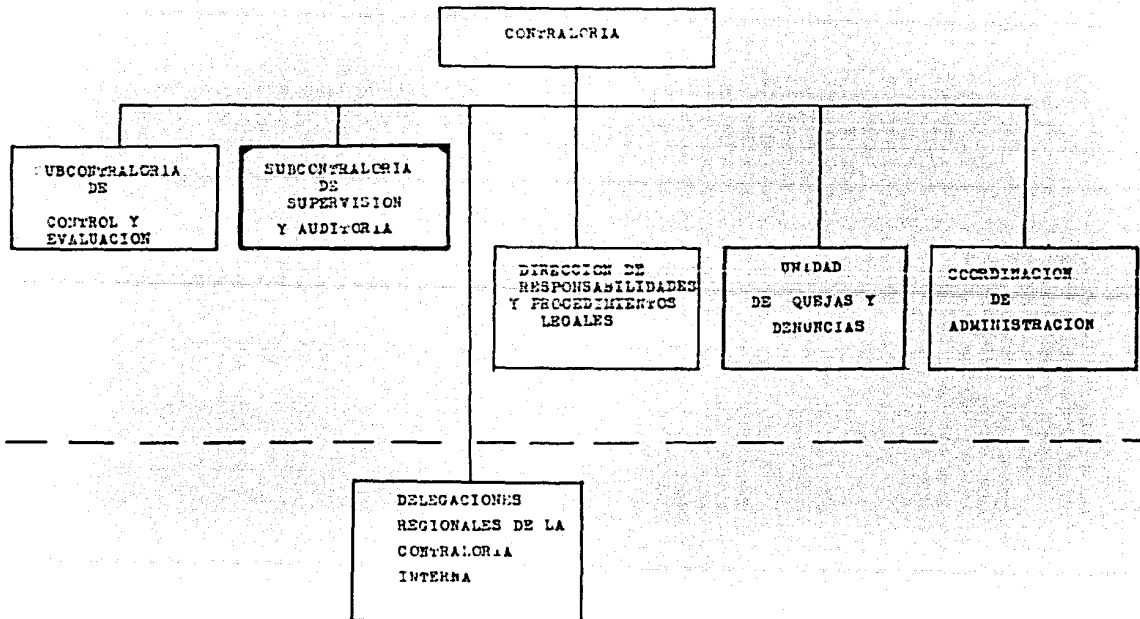 CONTRALORIA
SUBCONTRALORIA
DE
CONTROL Y
EVALUACION
SUBCONTRALORIA
DE
SUPERVISION
Y AUDITORIA
DIRECCION DE
RESPONSABILIDADES
Y PROCEDIMIENTOS
LEGALES
UNIDAD
DE QUEJAS Y
DENUNCIAS
COORDINACION
DE
ADMINISTRACION
DELEGACIONES
REGIONALES DE LA
CONTRALORIA
INTERNA